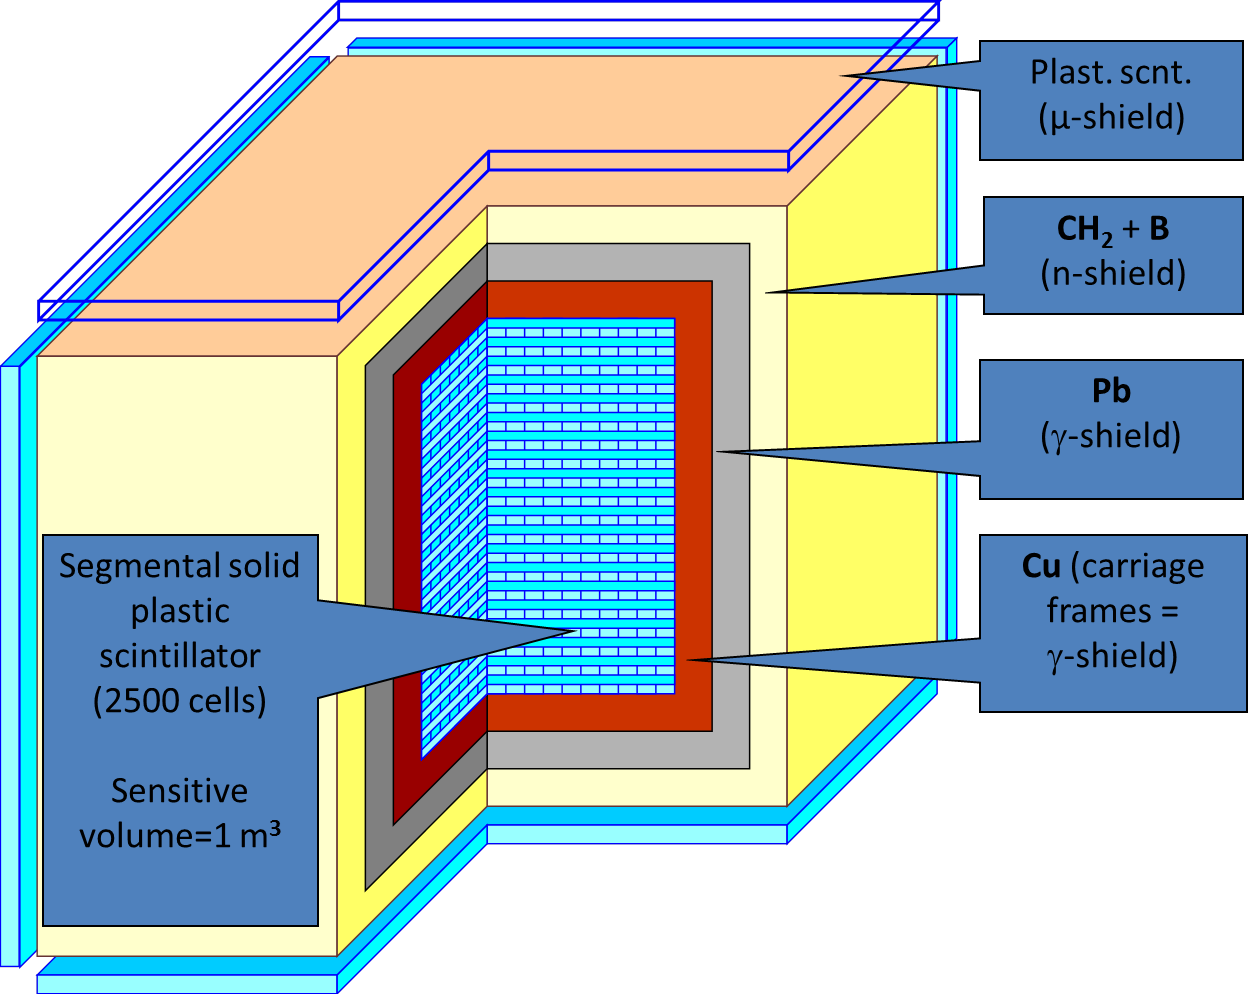 Plast. scnt.
(μ-shield)
CH₂ + B
(n-shield)
Pb
(γ-shield)
Cu (carriage
frames =
γ-shield)
Segmental solid
plastic
scintillator
(2500 cells)
Sensitive
volume=1 m³